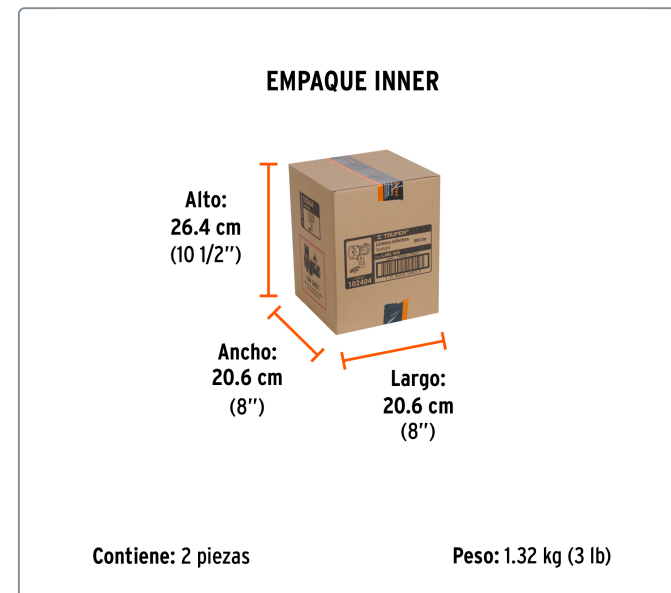 EMPAQUE INNER
Alto:
26.4 cm
(10 1/2’’)
TRUPER
102404
Ancho:
20.6 cm
(8’’)
Largo:
20.6 cm
(8’’)
Contiene: 2 piezas
Peso: 1.32 kg (3 lb)